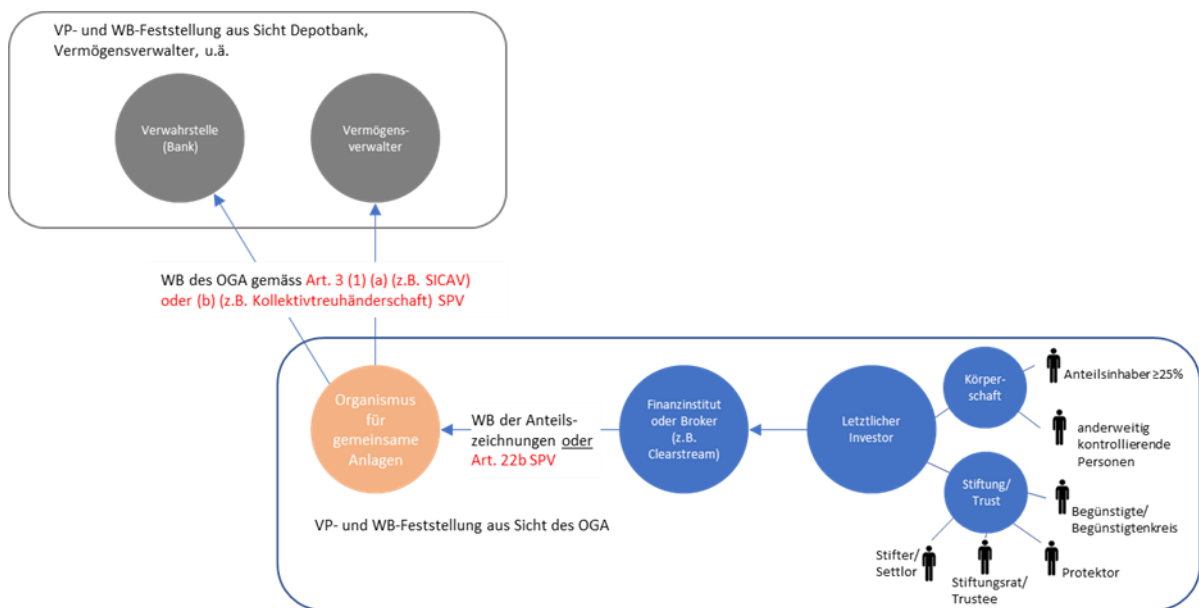 VP- und WB-Feststellung aus Sicht Depotbank,
Vermögensverwalter, u.ä.
Verwahrstelle
(Bank)
Vermögens-
verwalter
WB des OGA gemäss Art. 3 (1) (a) (z.B. SICAV)
oder (b) (z.B. Kollektivtreuhänderschaft) SPV
Organismus
für
gemeinsame
Anlagen
WB der Anteils-
zeichnungen oder
Art. 22b SPV
Finanzinstitut
oder Broker
(z.B.
Clearstream)
Letztlicher
Investor
Körper-
schaft
Anteilsinhaber ≥25%
anderweitig
kontrollierende
Personen
Stiftung/
Trust
Begünstigte/
Begünstigtenkreis
Stifter/
Settlor
Stiftungsrat/
Trustee
Protektor
VP- und WB-Feststellung aus Sicht des OGA